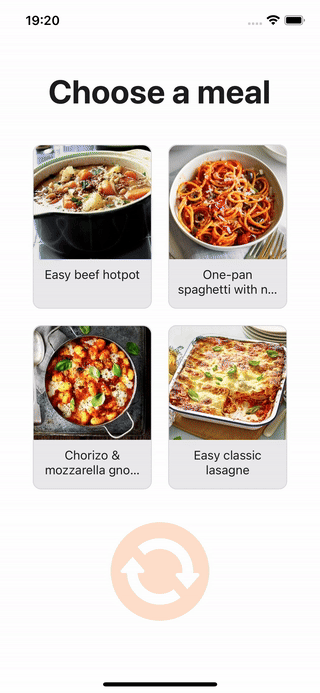 19:20
Choose a meal
Easy beef hotpot
One-pan
spaghetti with n...
Chorizo &
mozzarella gno...
Easy classic
lasagne